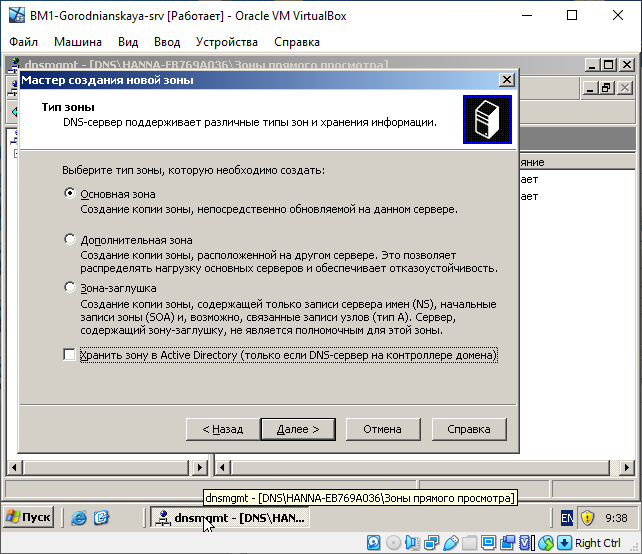 BM1-Gorodnianskaya-srv [Работает] - Oracle VM VirtualBox
Файл Машина Вид Ввод Устройства Справка
dnsmgmt - [DNS\HANNA-EB769A036\Зоны прямого просмотра]
Мастер создания новой зоны
Тип зоны
DNS-сервер поддерживает различные типы зон и хранения информации.
Выберите тип зоны, которую необходимо создать:
яние
Основная зона
ает
Создание копии зоны, непосредственно обновляемой на данном сервере.
ает
Дополнительная зона
Создание копии зоны, расположенной на другом сервере. Это позволяет
распределять нагрузку основных серверов и обеспечивает отказоустойчивость.
Зона-заглушка
Создание копии зоны, содержащей только записи сервера имен (NS), начальные
записи зоны (SOA) и, возможно, связанные записи узлов (тип A). Сервер,
содержащий зону-заглушку, не является полномочным для этой зоны.
Хранить зону в Active Directory (только если DNS-сервер на контроллере домена)
< Назад Далее > Отмена Справка
dnsmgmt - [DNS\HANNA-EB769A036\Зоны прямого просмотра]
Пуск dnsmgmt - [DNS\HAN... EN 9:38
Right Ctrl